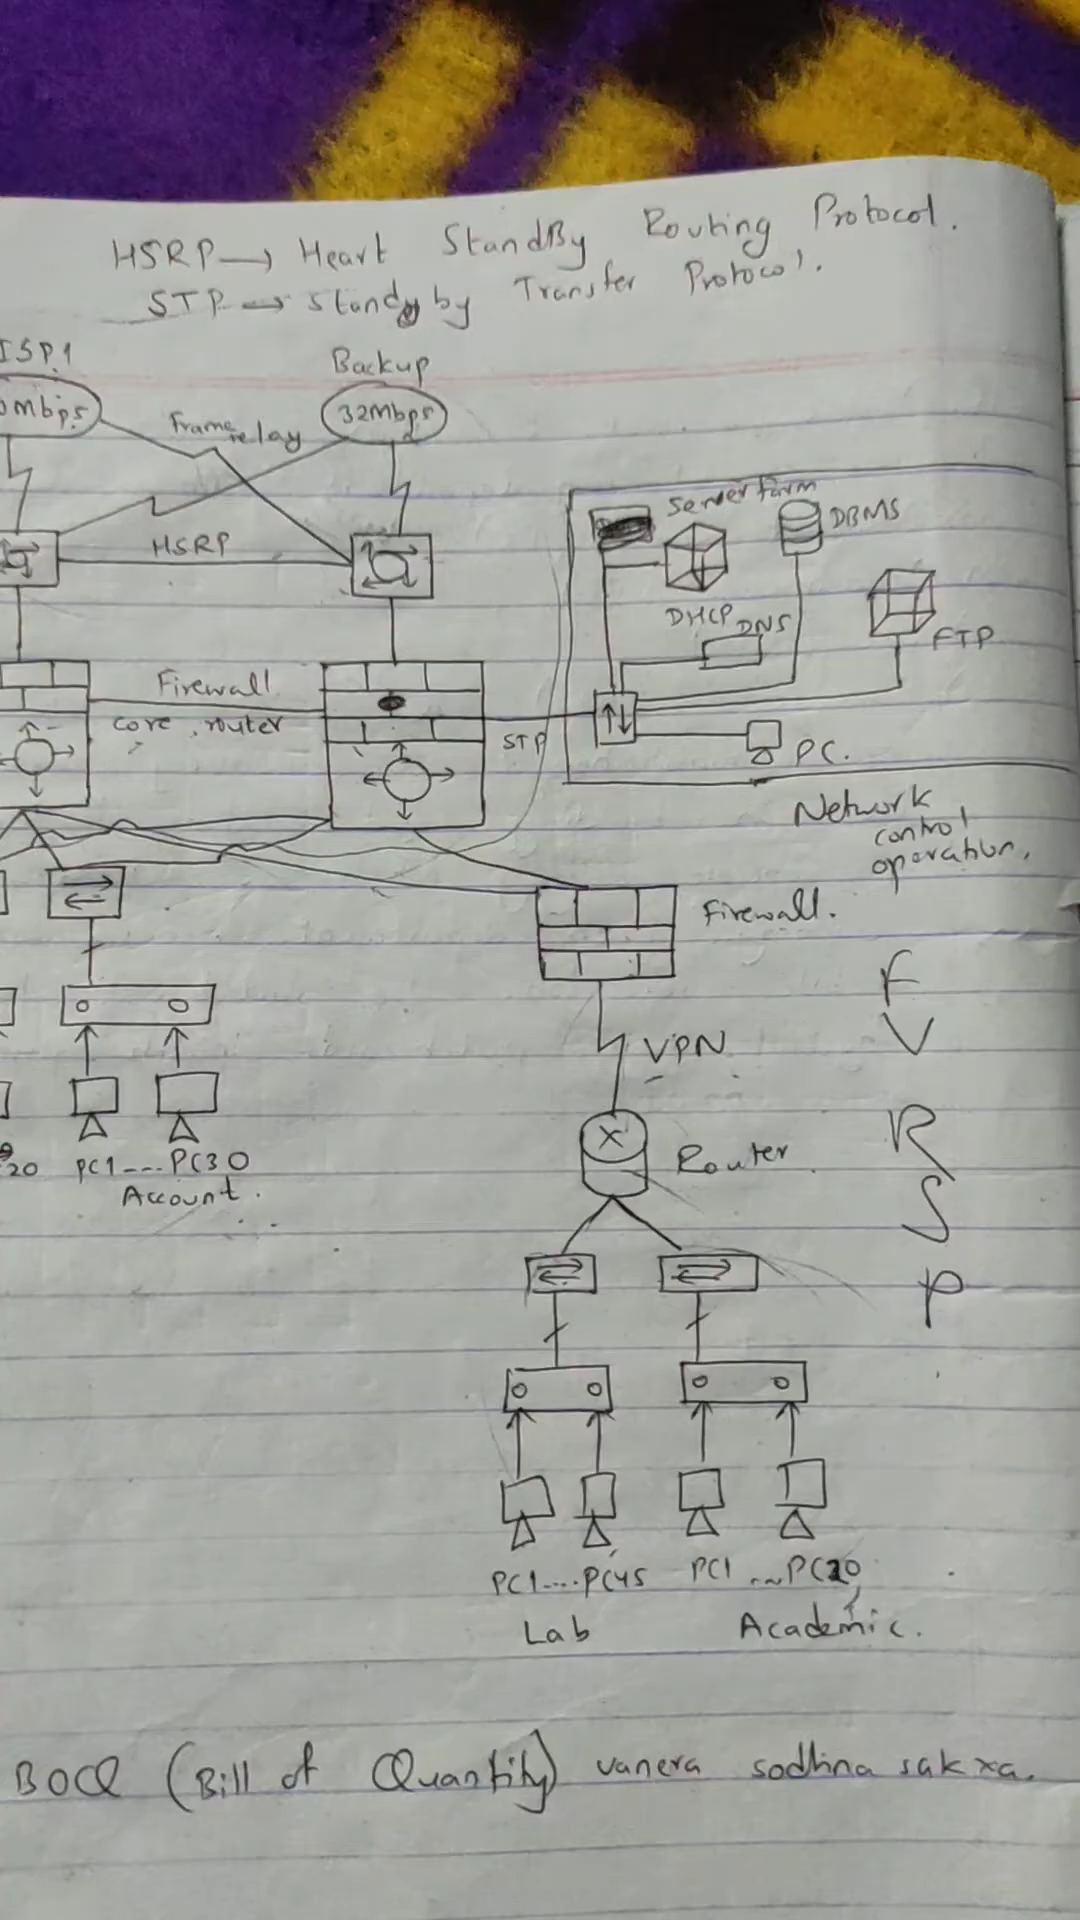 HSRP → Heart StandBy Routing Protocol.
STP → Standby Transfer Protocol.
ISP1
Backup
0mbps
Frame relay
32Mbps
HSRP
Server farm
DBMS
DHCP
DNS
FTP
Firewall
core router
STP
PC.
Network
control
operation.
Firewall.
F
V
VPN
R
Router.
S
P
20
PC1....PC30
Account.
PC1....PC45
PC1....PC20
Lab
Academic.
BOQ (Bill of Quantity) vanera sodhna sakxa.